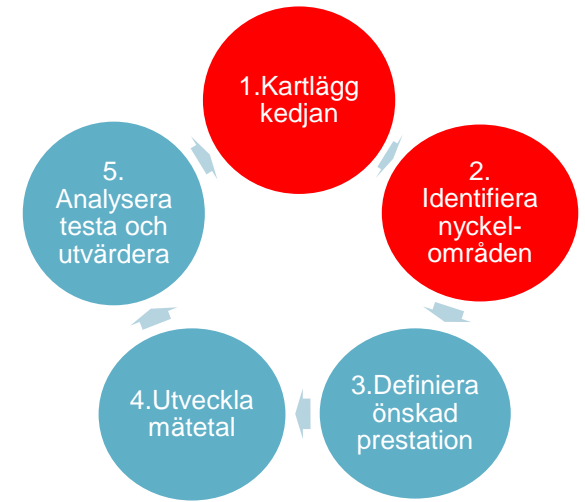 1.Kartlägg
kedjan
2.
Identifiera
nyckel-
områden
3.Definiera
önskad
prestation
4.Utveckla
mätetal
5.
Analysera
testa och
utvärdera